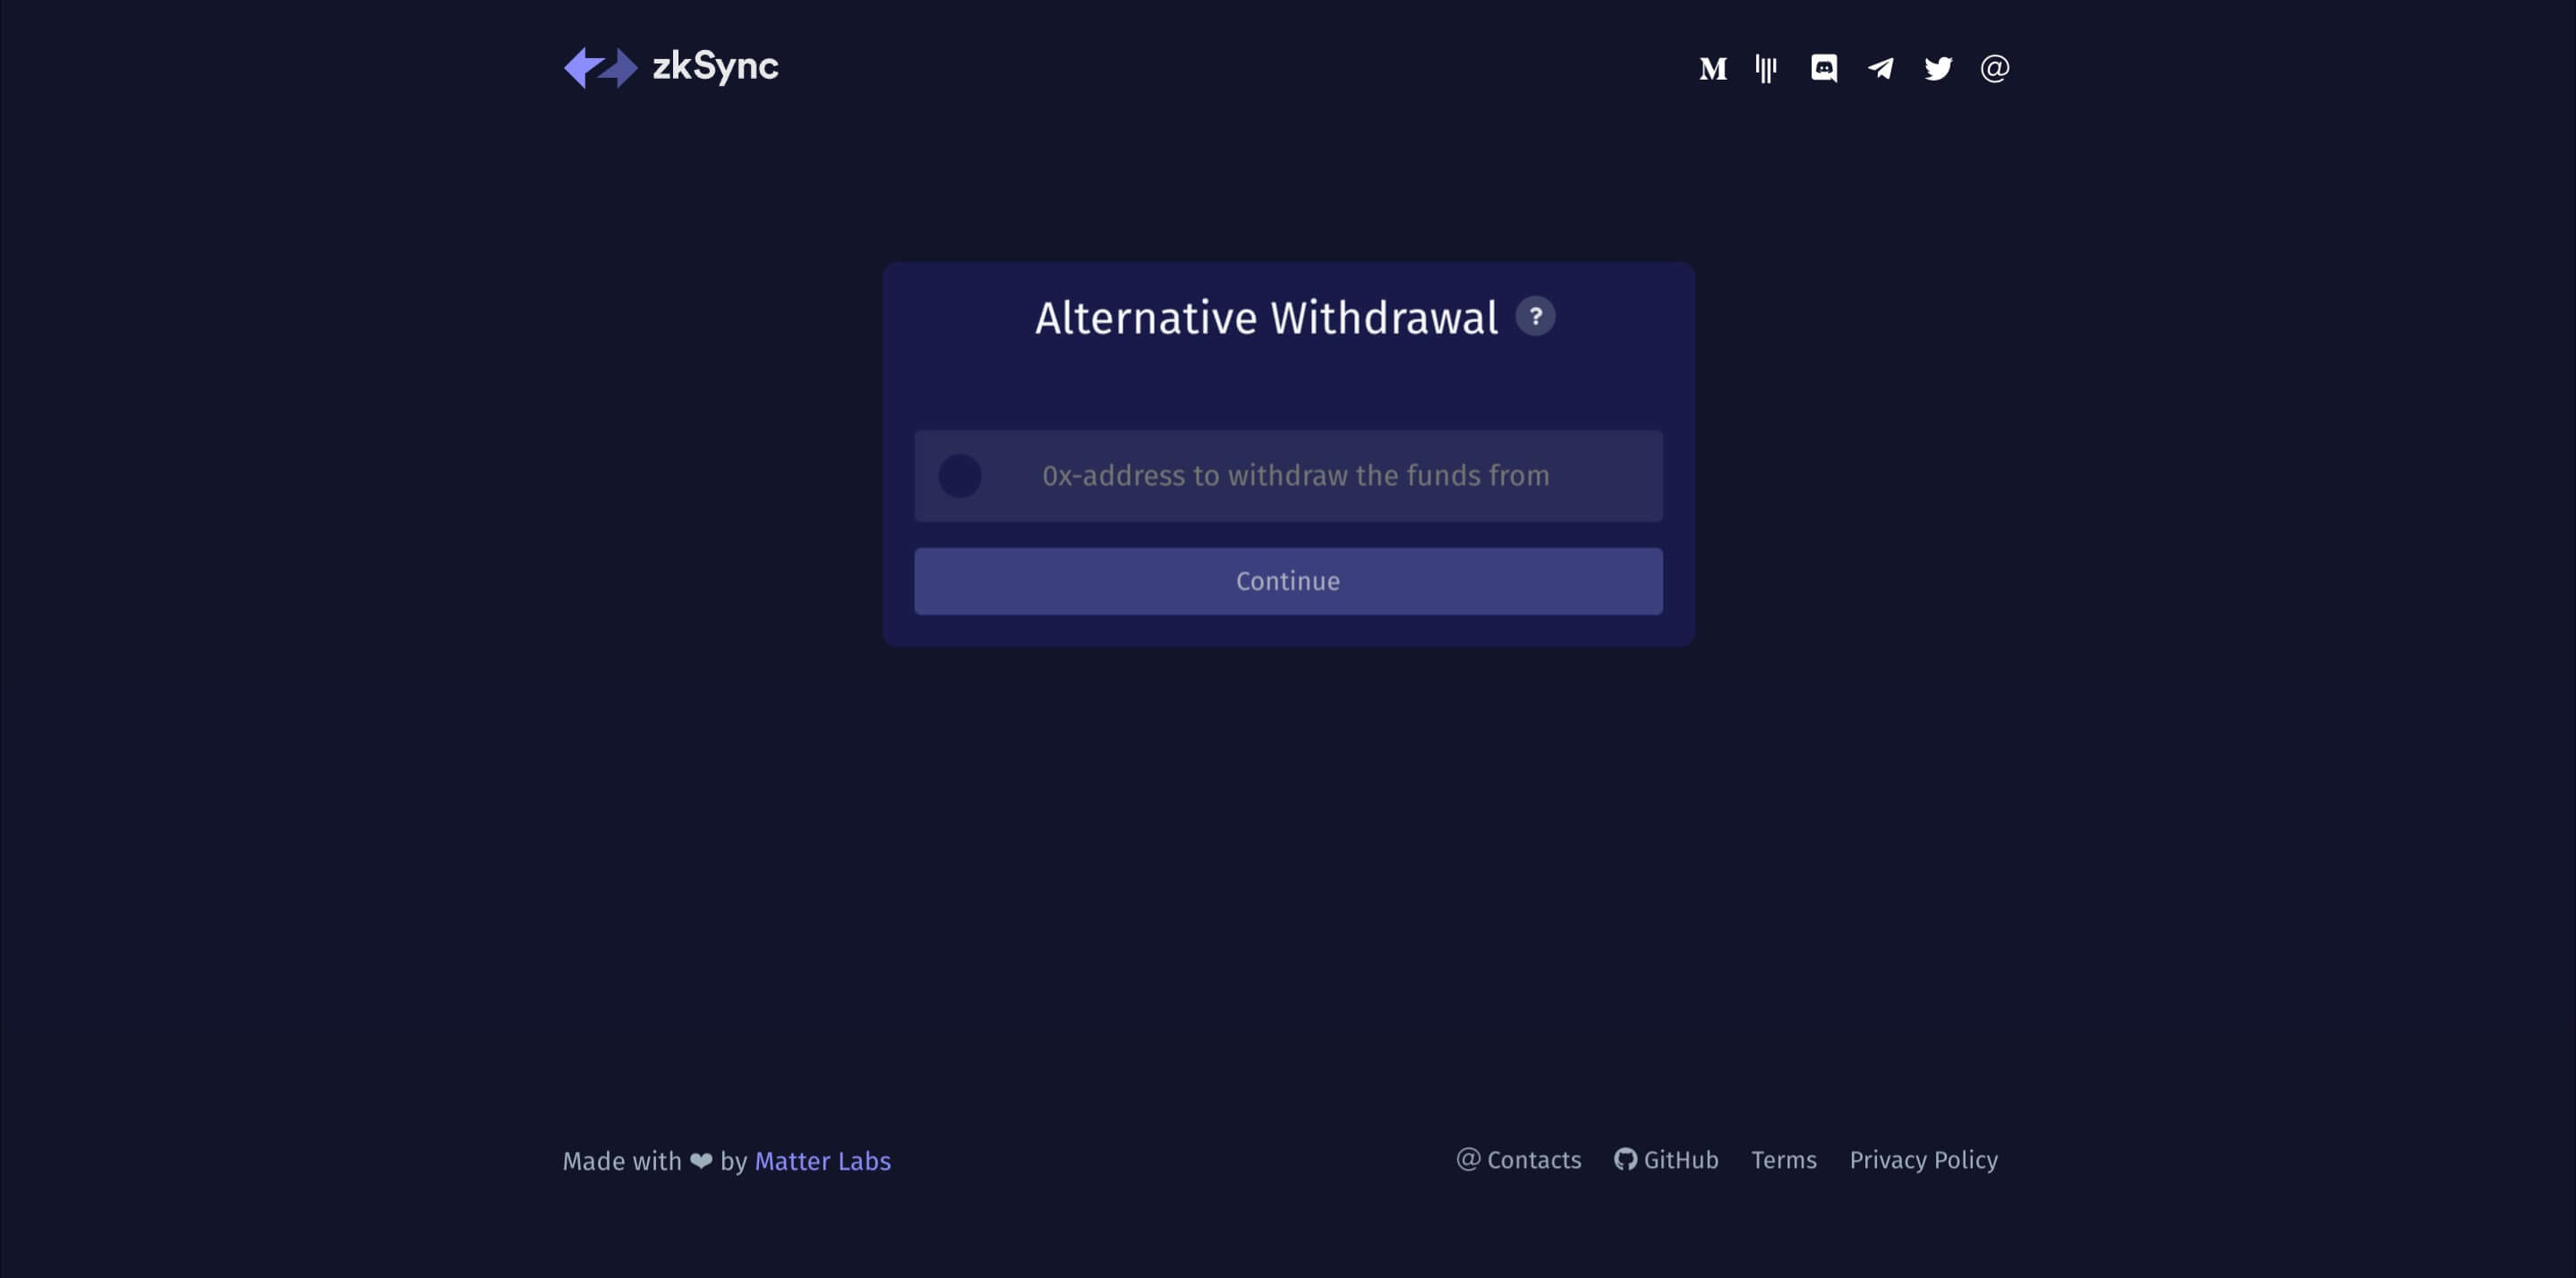 zkSync
Alternative Withdrawal ?
0x-address to withdraw the funds from
Continue
Made with ❤ by Matter Labs
@ Contacts GitHub Terms Privacy Policy